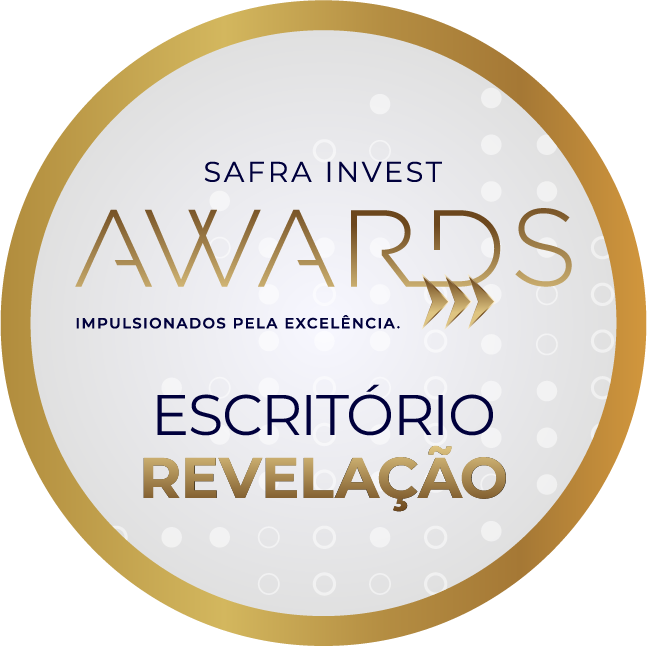 SAFRA INVEST
AWARDS
IMPULSIONADOS PELA EXCELÊNCIA.
ESCRITÓRIO
REVELAÇÃO